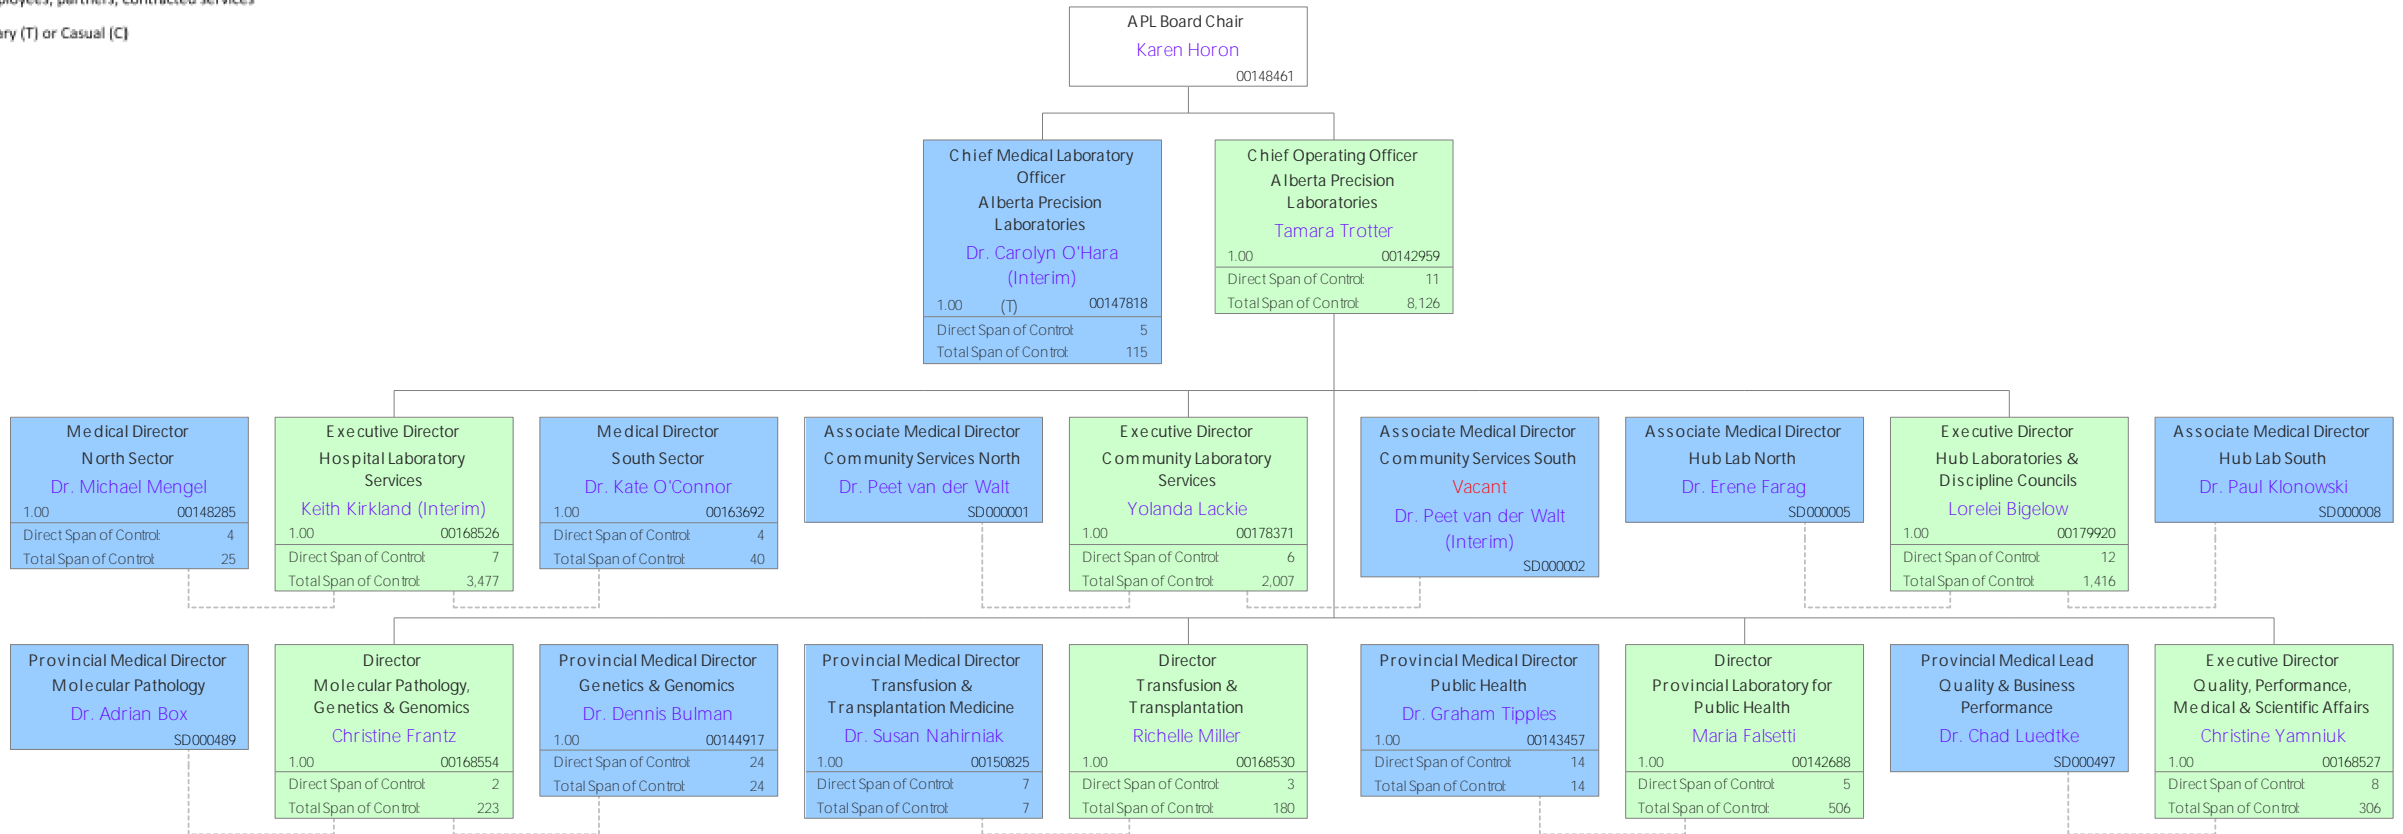 employees, partners, contracted services
ary (T) or Casual (C)
APL Board Chair
Karen Horon
00148461
Chief Medical Laboratory
Officer
Alberta Precision
Laboratories
Dr. Carolyn O'Hara
(Interim)
1.00 (T) 00147818
Direct Span of Control: 5
Total Span of Control: 115
Chief Operating Officer
Alberta Precision
Laboratories
Tamara Trotter
1.00 00142959
Direct Span of Control: 11
Total Span of Control: 8,126
Medical Director
North Sector
Dr. Michael Mengel
1.00 00148285
Direct Span of Control: 4
Total Span of Control: 25
Executive Director
Hospital Laboratory
Services
Keith Kirkland (Interim)
1.00 00168526
Direct Span of Control: 7
Total Span of Control: 3,477
Medical Director
South Sector
Dr. Kate O'Connor
1.00 00163692
Direct Span of Control: 4
Total Span of Control: 40
Associate Medical Director
Community Services North
Dr. Peet van der Walt
SD000001
Executive Director
Community Laboratory
Services
Yolanda Lackie
1.00 00178371
Direct Span of Control: 6
Total Span of Control: 2,007
Associate Medical Director
Community Services South
Vacant
Dr. Peet van der Walt
(Interim)
SD000002
Associate Medical Director
Hub Lab North
Dr. Erene Farag
SD000005
Executive Director
Hub Laboratories &
Discipline Councils
Lorelei Bigelow
1.00 00179920
Direct Span of Control: 12
Total Span of Control: 1,416
Associate Medical Director
Hub Lab South
Dr. Paul Klonowski
SD000008
Provincial Medical Director
Molecular Pathology
Dr. Adrian Box
SD000489
Director
Molecular Pathology,
Genetics & Genomics
Christine Frantz
1.00 00168554
Direct Span of Control: 2
Total Span of Control: 223
Provincial Medical Director
Genetics & Genomics
Dr. Dennis Bulman
1.00 00144917
Direct Span of Control: 24
Total Span of Control: 24
Provincial Medical Director
Transfusion &
Transplantation Medicine
Dr. Susan Nahirniak
1.00 00150825
Direct Span of Control: 7
Total Span of Control: 7
Director
Transfusion &
Transplantation
Richelle Miller
1.00 00168530
Direct Span of Control: 3
Total Span of Control: 180
Provincial Medical Director
Public Health
Dr. Graham Tipples
1.00 00143457
Direct Span of Control: 14
Total Span of Control: 14
Director
Provincial Laboratory for
Public Health
Maria Falsetti
1.00 00142688
Direct Span of Control: 5
Total Span of Control: 506
Provincial Medical Lead
Quality & Business
Performance
Dr. Chad Luedtke
SD000497
Executive Director
Quality, Performance,
Medical & Scientific Affairs
Christine Yamniuk
1.00 00168527
Direct Span of Control: 8
Total Span of Control: 306